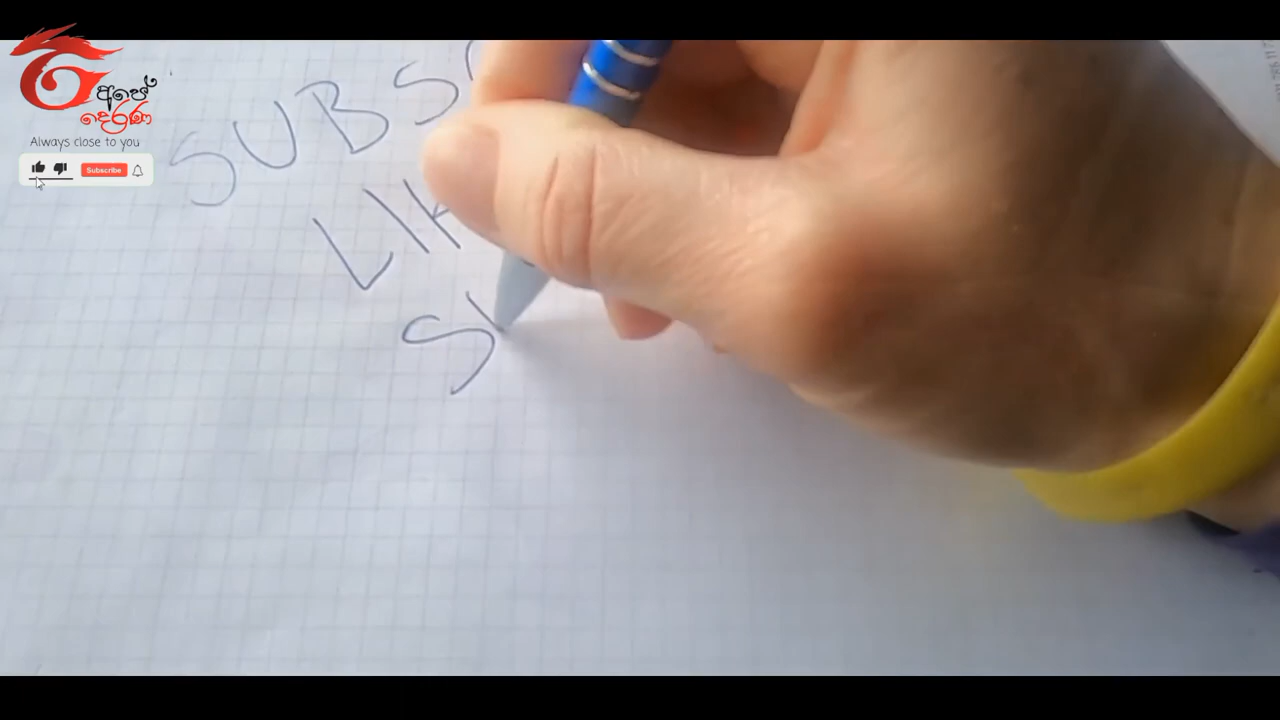 අපේ
දෙරණ
Always close to you
Subscribe
SUBS
LIK
S